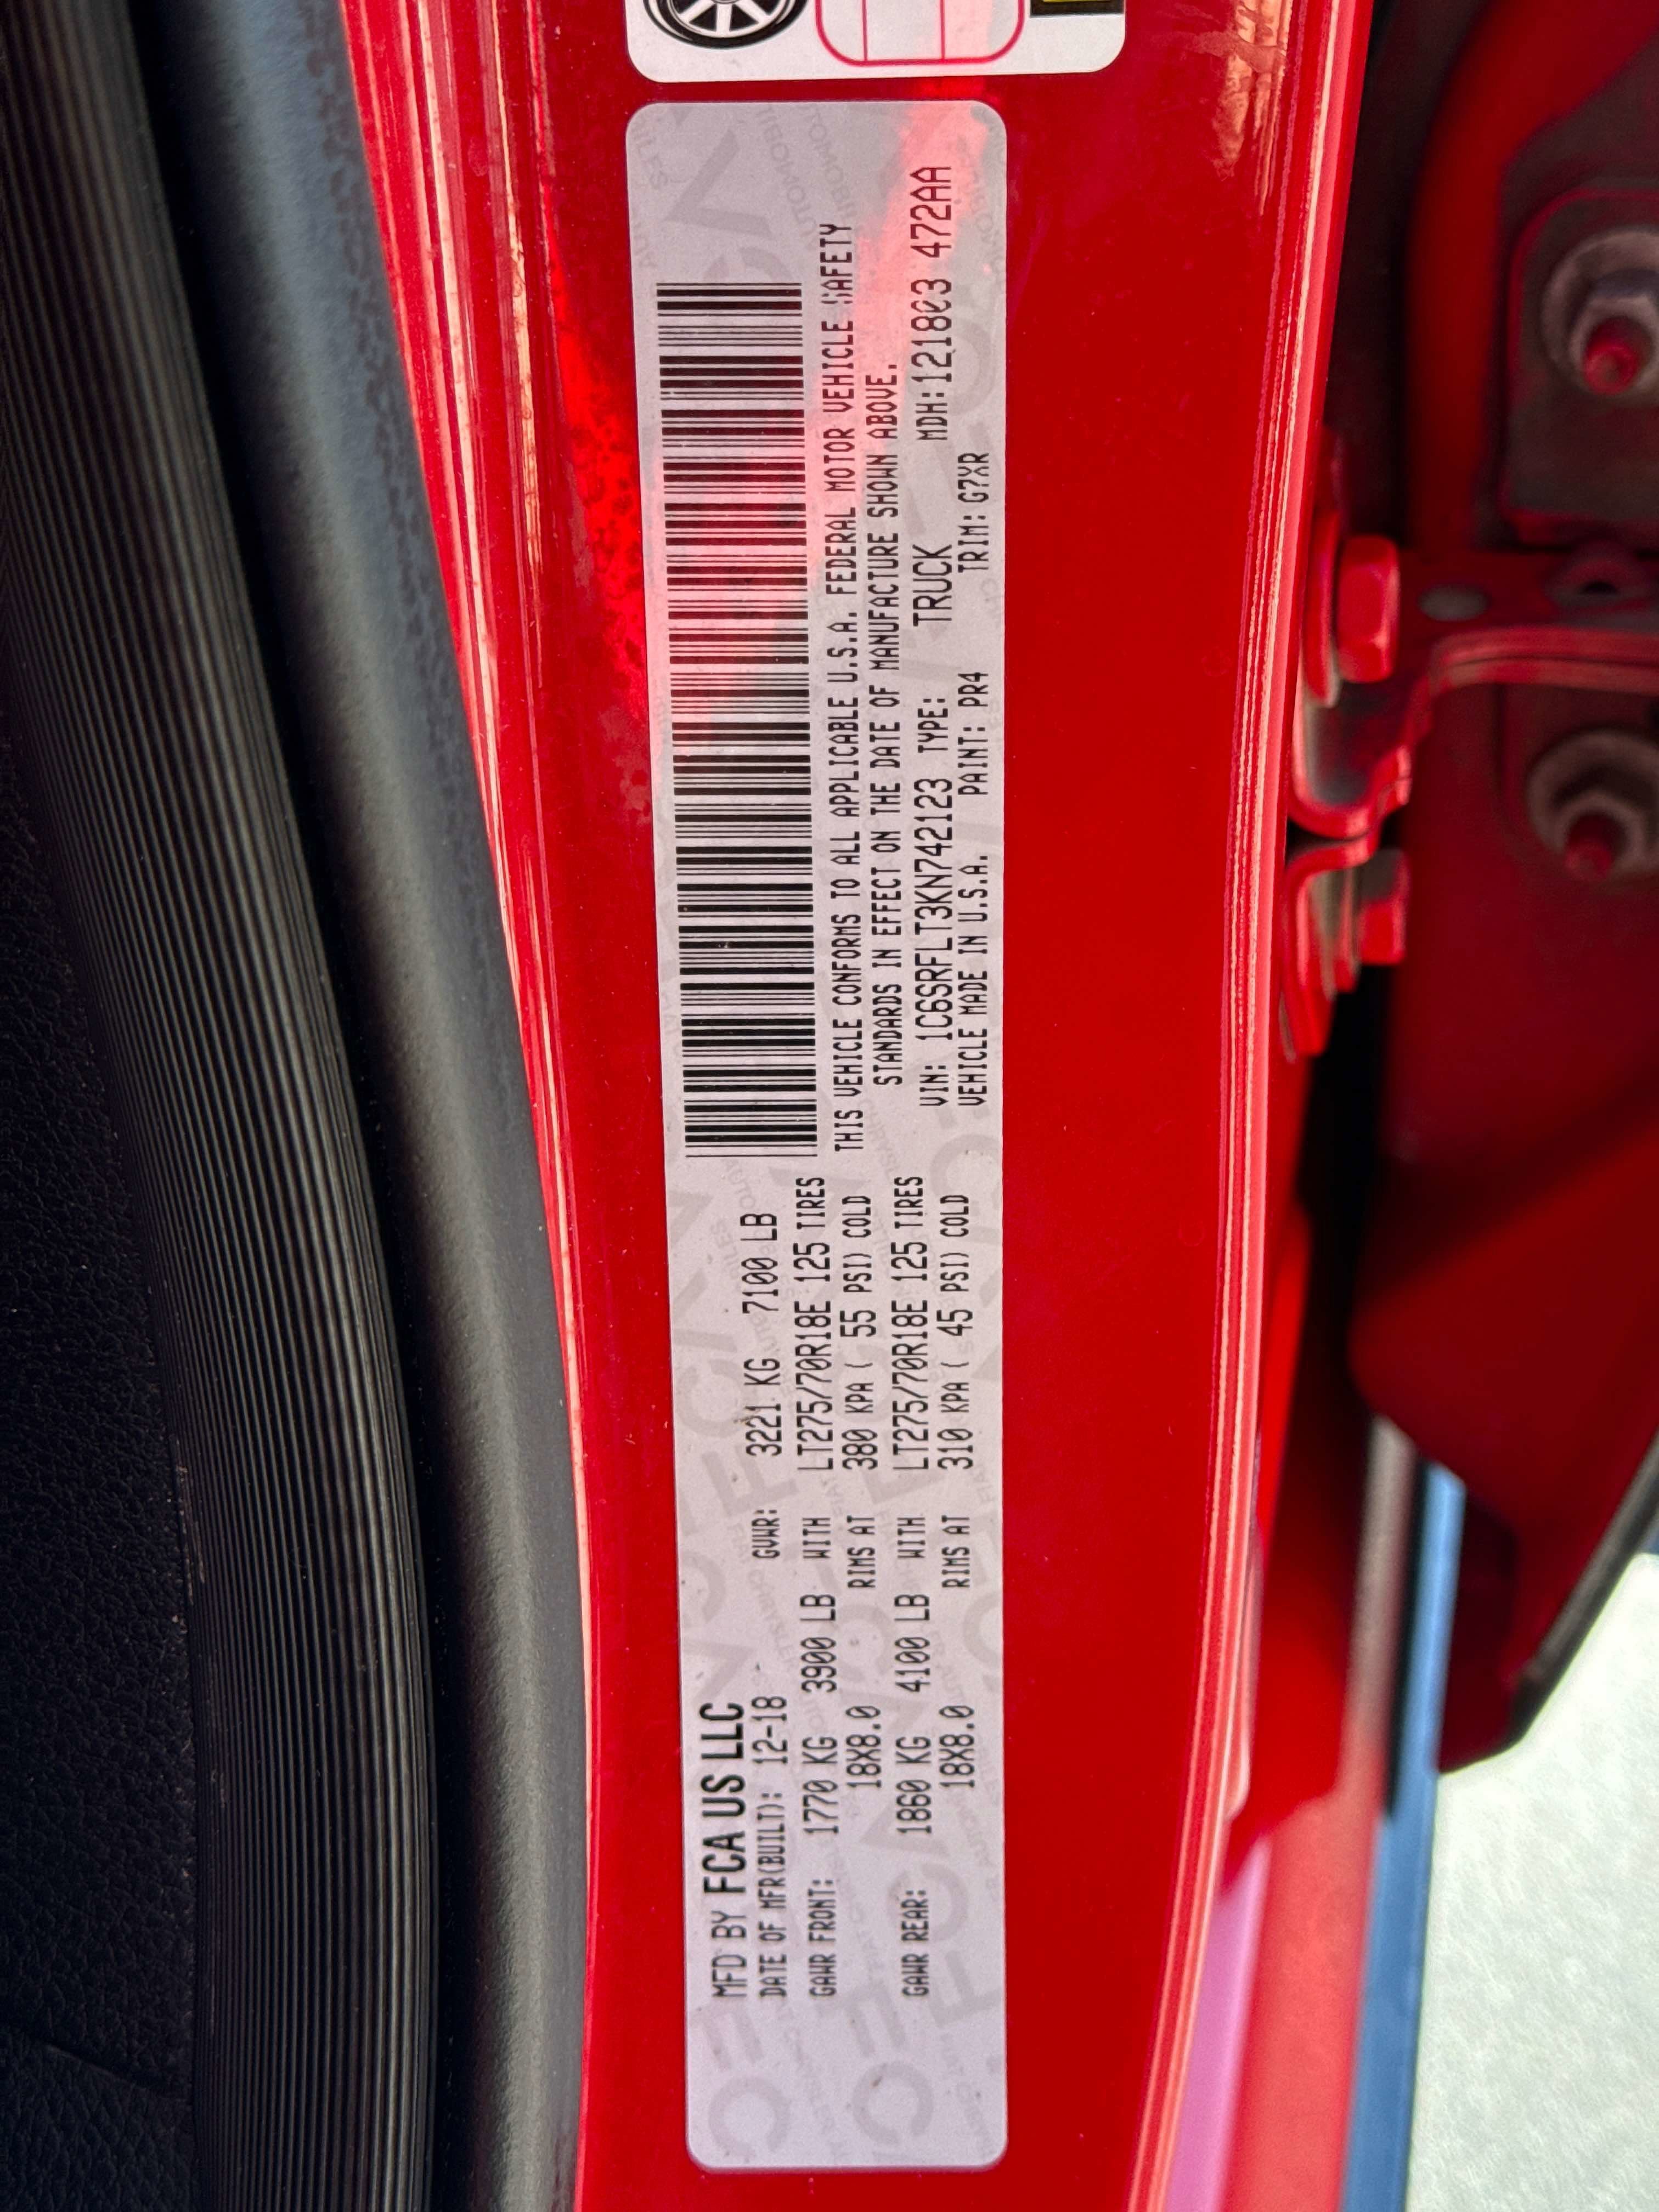 MFD BY FCA US LLC
DATE OF MFR(BUILT): 12-18 GVWR: 3221 KG 7100 LB
GAWR FRONT: 1770 KG 3900 LB WITH LT275/70R18E 125 TIRES
18X8.0 RIMS AT 380 KPA ( 55 PSI) COLD
GAWR REAR: 1860 KG 4100 LB WITH LT275/70R18E 125 TIRES
18X8.0 RIMS AT 310 KPA ( 45 PSI) COLD
THIS VEHICLE CONFORMS TO ALL APPLICABLE U.S.A. FEDERAL MOTOR VEHICLE SAFETY
STANDARDS IN EFFECT ON THE DATE OF MANUFACTURE SHOWN ABOVE.
VIN: 1C6SRFLT3KN742123 TYPE: TRUCK MDH:121803 472AA
VEHICLE MADE IN U.S.A. PAINT: PR4 TRIM: G7XR